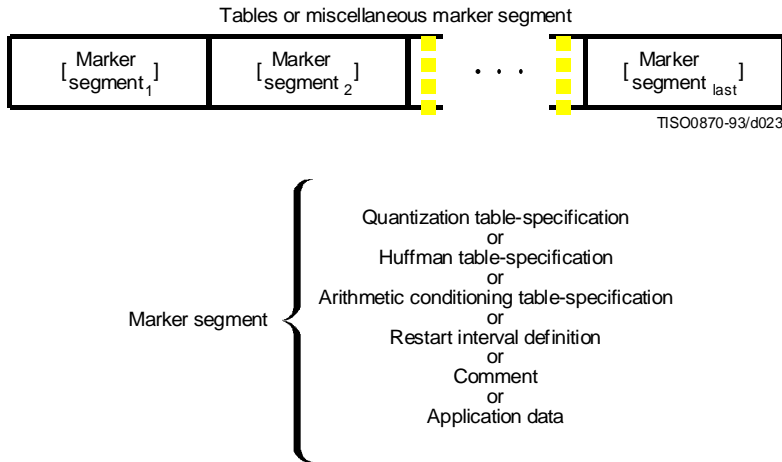 Tables or miscellaneous marker segment
[ Marker segment 1 ] [ Marker segment 2 ] . . . [ Marker segment last ]
TISO0870-93/d023
Quantization table-specification
or
Huffman table-specification
or
Arithmetic conditioning table-specification
or
Marker segment
Restart interval definition
or
Comment
or
Application data